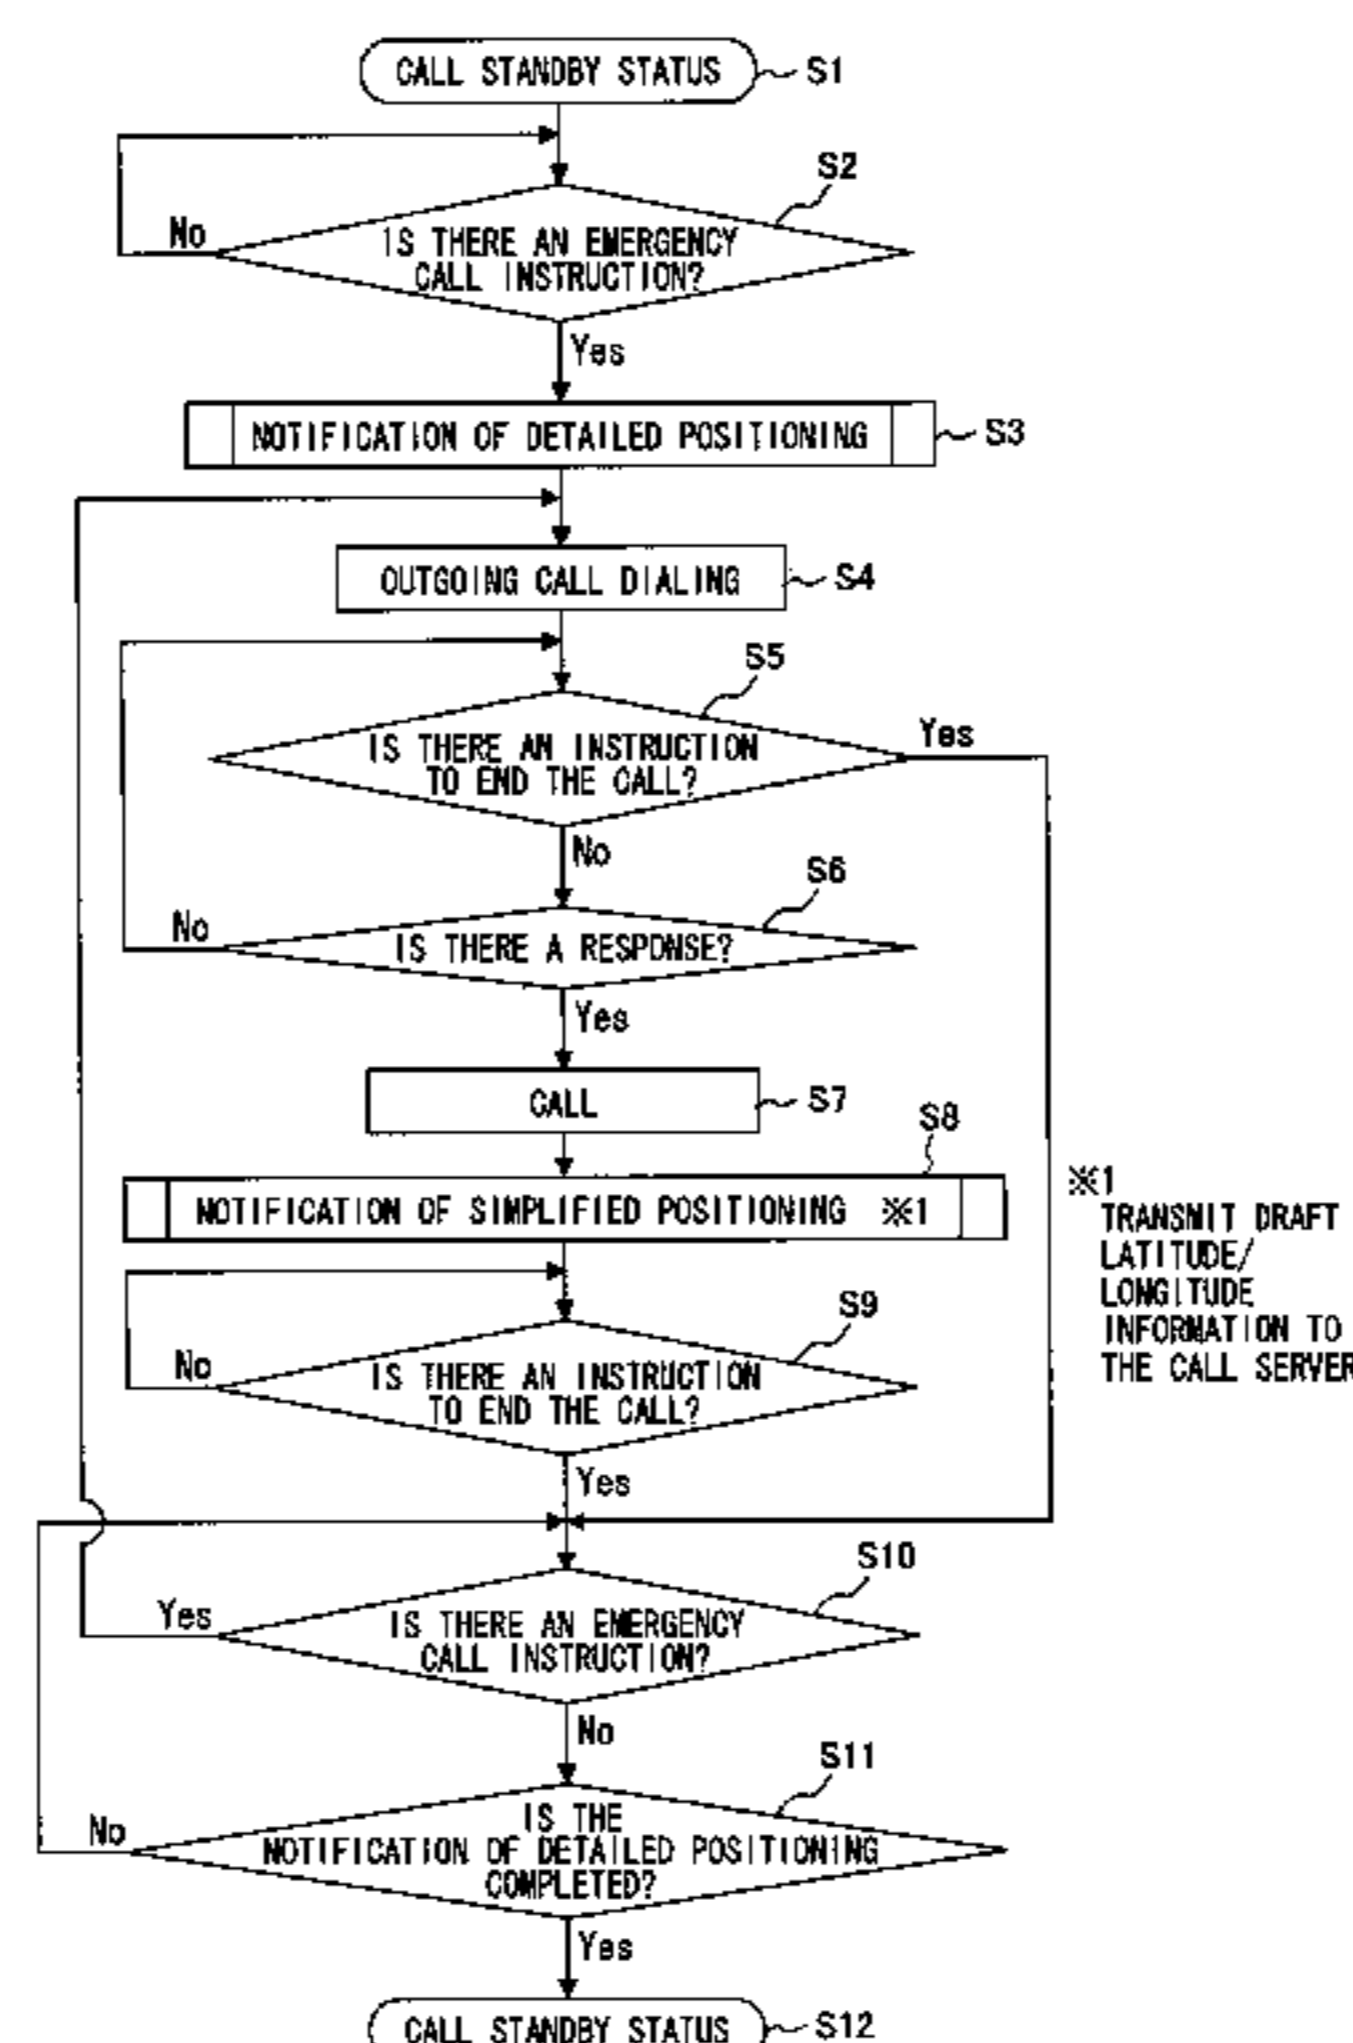 CALL STANDBY STATUS
S1
S2
No
IS THERE AN EMERGENCY
CALL INSTRUCTION?
Yes
NOTIFICATION OF DETAILED POSITIONING
S3
OUTGOING CALL DIALING
S4
S5
Yes
IS THERE AN INSTRUCTION
TO END THE CALL?
No
S6
No
IS THERE A RESPONSE?
Yes
CALL
S7
S8
NOTIFICATION OF SIMPLIFIED POSITIONING ※1
※1
TRANSMIT DRAFT
LATITUDE/
LONGITUDE
INFORMATION TO
THE CALL SERVER
S9
No
IS THERE AN INSTRUCTION
TO END THE CALL?
Yes
S10
Yes
IS THERE AN EMERGENCY
CALL INSTRUCTION?
No
S11
No
IS THE
NOTIFICATION OF DETAILED POSITIONING
COMPLETED?
Yes
CALL STANDBY STATUS
S12